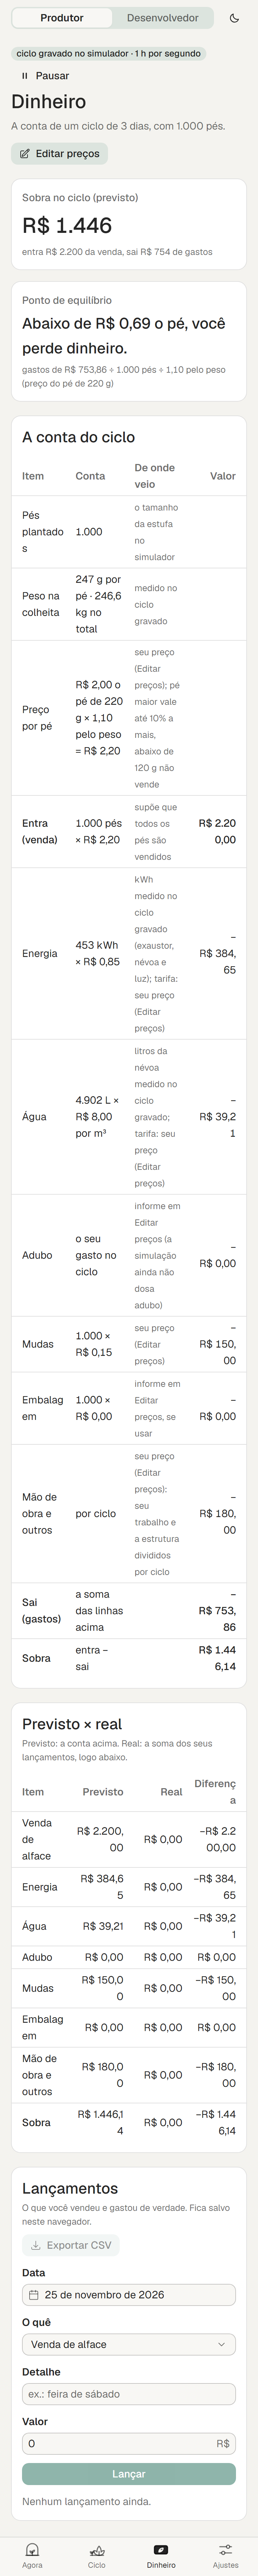 Produtor
Desenvolvedor
ciclo gravado no simulador · 1 h por segundo
Pausar
Dinheiro
A conta de um ciclo de 3 dias, com 1.000 pés.
Editar preços
Sobra no ciclo (previsto)
R$ 1.446
entra R$ 2.200 da venda, sai R$ 754 de gastos
Ponto de equilíbrio
Abaixo de R$ 0,69 o pé, você
perde dinheiro.
gastos de R$ 753,86 ÷ 1.000 pés ÷ 1,10 pelo peso
(preço do pé de 220 g)
A conta do ciclo
Item
Conta
De onde
veio
Valor
Pés
plantado
s
1.000
o tamanho
da estufa
no
simulador
Peso na
colheita
247 g por
pé · 246,6
kg no
total
medido no
ciclo
gravado
Preço
por pé
R$ 2,00 o
pé de 220
g × 1,10
pelo peso
= R$ 2,20
seu preço
(Editar
preços); pé
maior vale
até 10% a
mais,
abaixo de
120 g não
vende
Entra
(venda)
1.000 pés
× R$ 2,20
supõe que
todos os
pés são
vendidos
R$ 2.20
0,00
Energia
453 kWh
× R$ 0,85
kWh
medido no
ciclo
gravado
(exaustor,
névoa e
luz); tarifa:
seu preço
(Editar
preços)
–
R$ 384,
65
Água
4.902 L ×
R$ 8,00
por m³
litros da
névoa
medido no
ciclo
gravado;
tarifa: seu
preço
(Editar
preços)
–
R$ 39,2
1
Adubo
o seu
gasto no
ciclo
informe em
Editar
preços (a
simulação
ainda não
dosa
adubo)
–
R$ 0,00
Mudas
1.000 ×
R$ 0,15
seu preço
(Editar
preços)
–
R$ 150,
00
Embalag
em
1.000 ×
R$ 0,00
informe em
Editar
preços, se
usar
–
R$ 0,00
Mão de
obra e
outros
por ciclo
seu preço
(Editar
preços):
seu
trabalho e
a estrutura
divididos
por ciclo
–
R$ 180,
00
Sai
(gastos)
a soma
das linhas
acima
–
R$ 753,
86
Sobra
entra –
sai
R$ 1.44
6,14
Previsto × real
Previsto: a conta acima. Real: a soma dos seus
lançamentos, logo abaixo.
Item
Previsto
Real
Diferenç
a
Venda
de
alface
R$ 2.200,
00
R$ 0,00
–R$ 2.2
00,00
Energia
R$ 384,6
5
R$ 0,00
–R$ 384,
65
Água
R$ 39,21
R$ 0,00
–R$ 39,2
1
Adubo
R$ 0,00
R$ 0,00
R$ 0,00
Mudas
R$ 150,0
0
R$ 0,00
–R$ 150,
00
Embalag
em
R$ 0,00
R$ 0,00
R$ 0,00
Mão de
obra e
outros
R$ 180,0
0
R$ 0,00
–R$ 180,
00
Sobra
R$ 1.446,1
4
R$ 0,00
–R$ 1.44
6,14
Lançamentos
O que você vendeu e gastou de verdade. Fica salvo
neste navegador.
Exportar CSV
Data
25 de novembro de 2026
O quê
Venda de alface
Detalhe
ex.: feira de sábado
Valor
0
R$
Lançar
Nenhum lançamento ainda.
Agora
Ciclo
Dinheiro
Ajustes